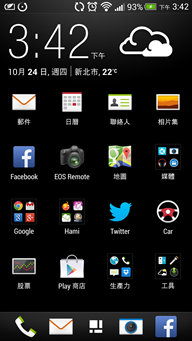 93% 下午 3:42
3:42 下午
10月 24 日, 週四 新北市, 22°C
郵件 日曆 聯絡人 相片集
Facebook EOS Remote 地圖 媒體
Google Hami Twitter Car
股票 Play 商店 生產力 工具